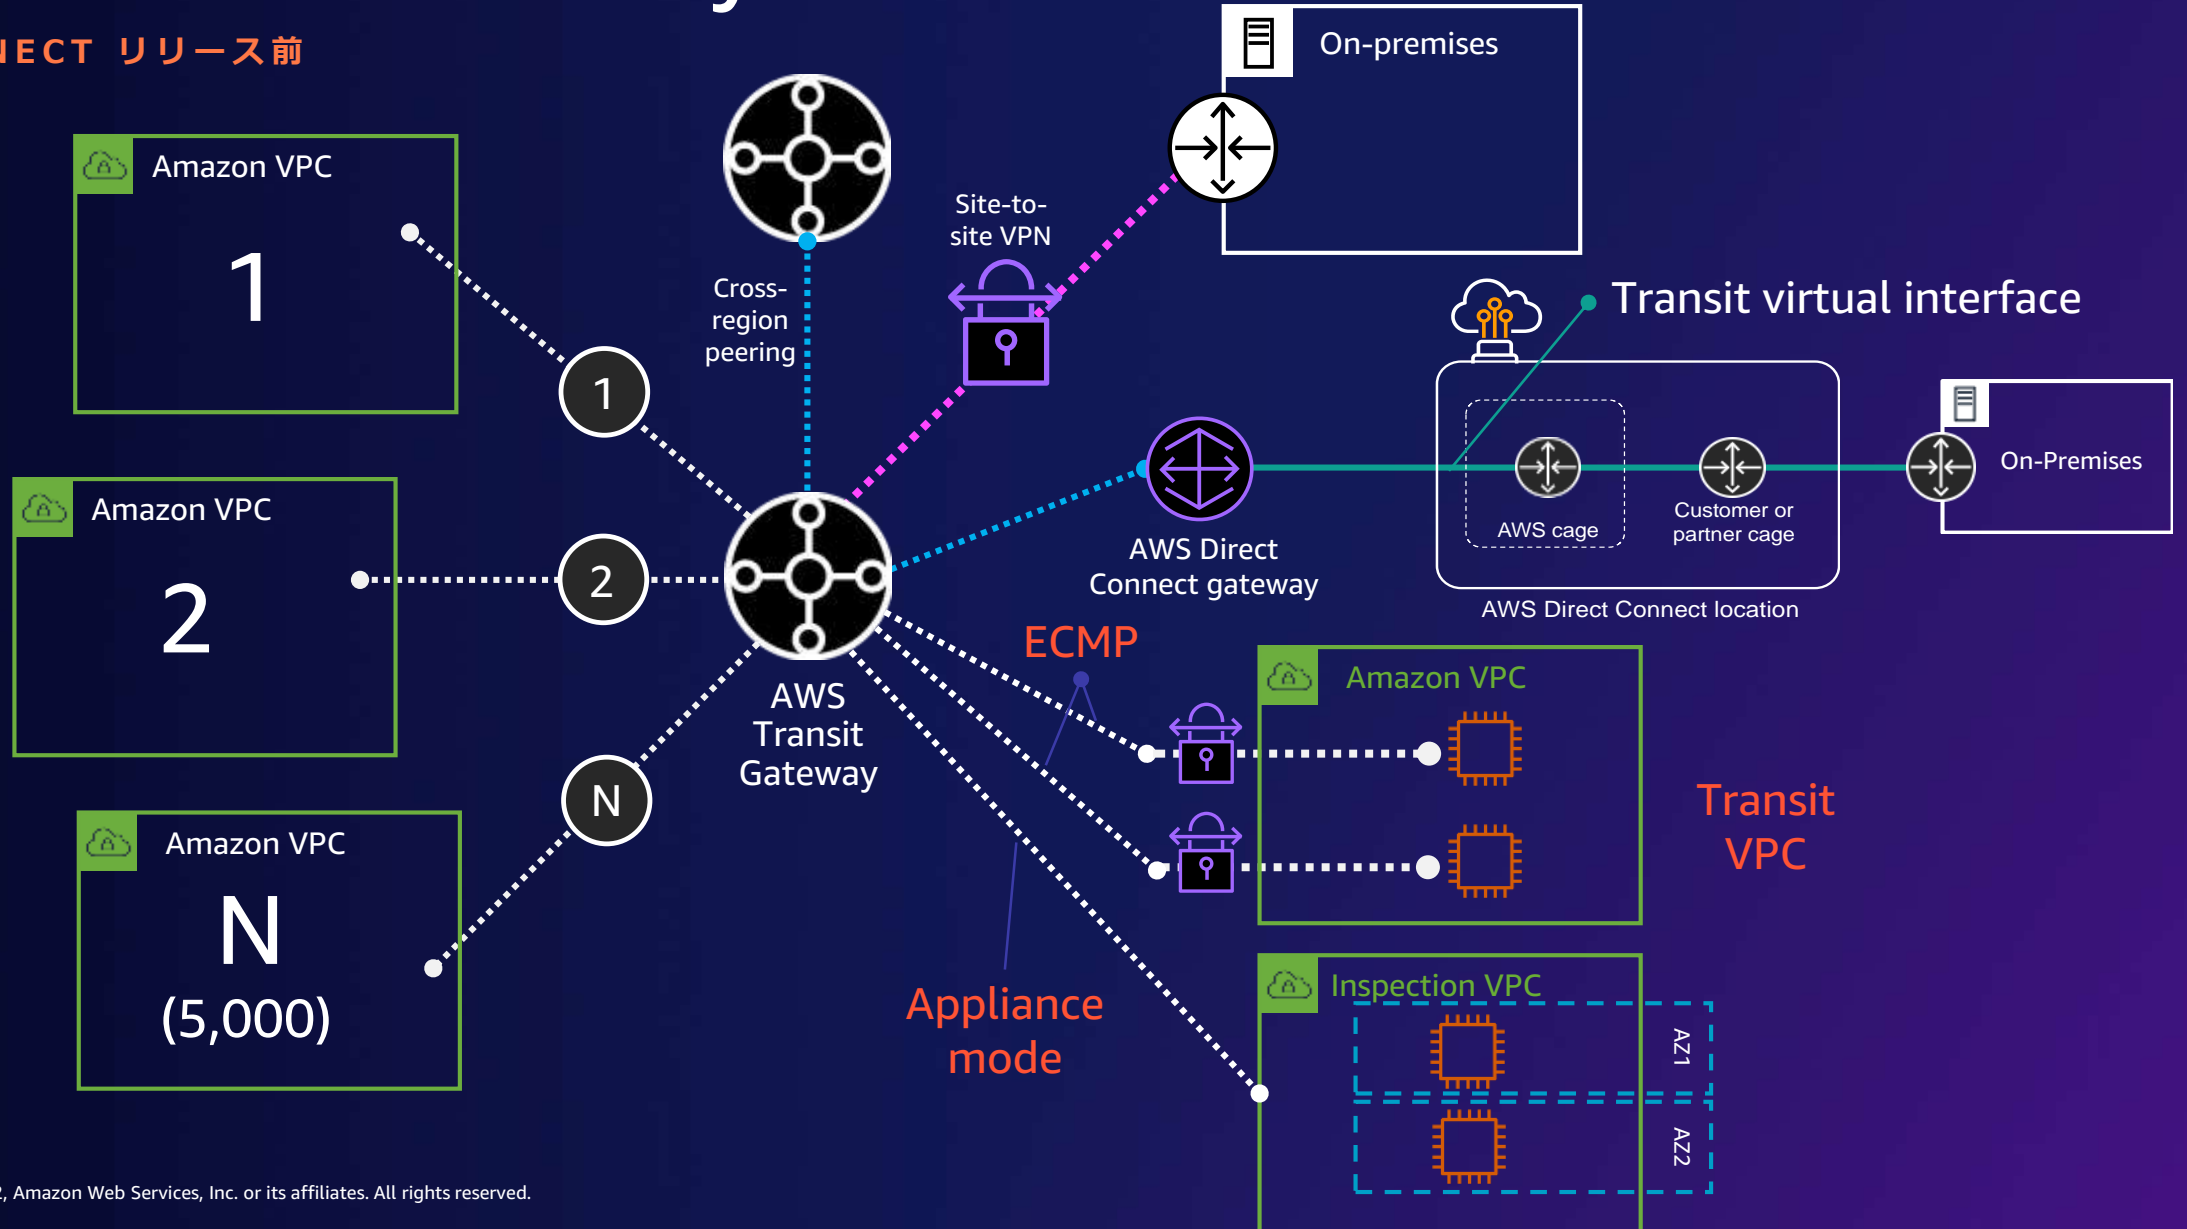 NECT リリース前
On-premises
Amazon VPC
1
Site-to-
site VPN
Cross-
region
peering
Transit virtual interface
1
Amazon VPC
2
2
On-Premises
AWS cage
Customer or
partner cage
AWS Direct
Connect gateway
AWS Direct Connect location
ECMP
Amazon VPC
AWS
Transit
Gateway
Transit
VPC
N
Amazon VPC
N
(5,000)
Appliance
mode
Inspection VPC
AZ1
AZ2
, Amazon Web Services, Inc. or its affiliates. All rights reserved.